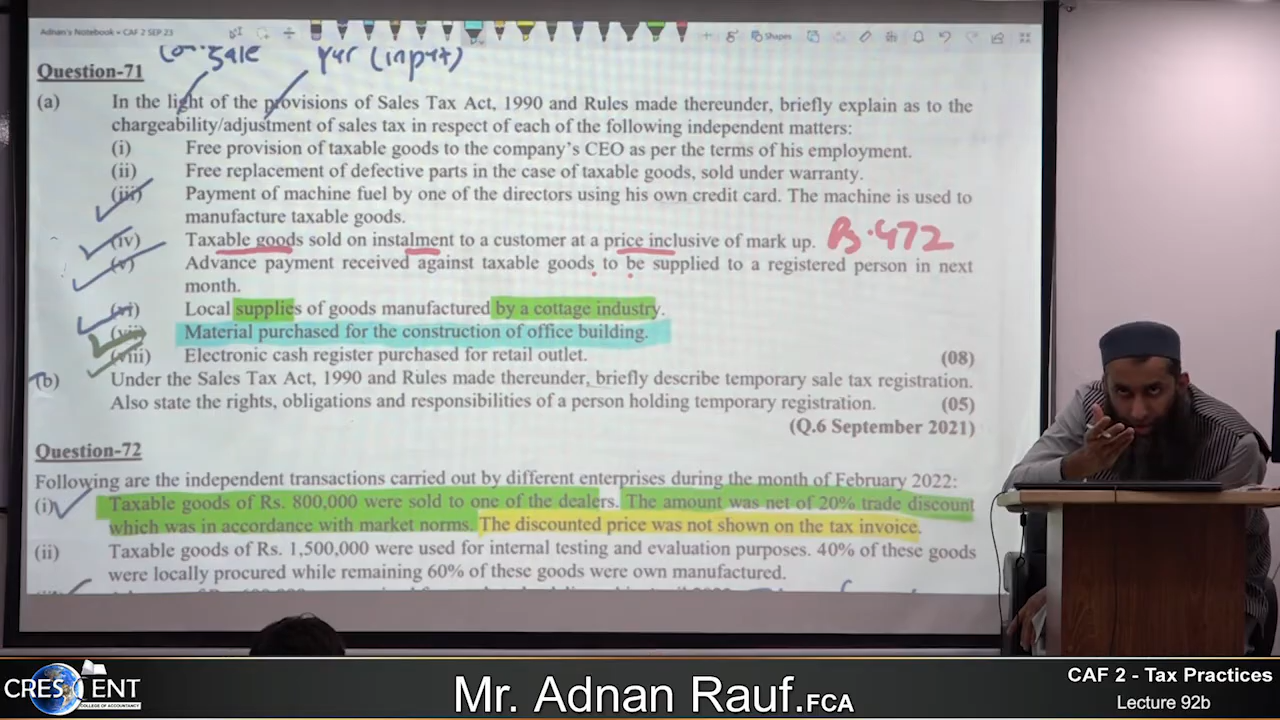 Adnan's Notebook • CAF 2 SEP 23
Shapes
sale pur (input)
Question-71
(a) In the light of the provisions of Sales Tax Act, 1990 and Rules made thereunder, briefly explain as to the
chargeability/adjustment of sales tax in respect of each of the following independent matters:
(i) Free provision of taxable goods to the company's CEO as per the terms of his employment.
(ii) Free replacement of defective parts in the case of taxable goods, sold under warranty.
(iii) Payment of machine fuel by one of the directors using his own credit card. The machine is used to
manufacture taxable goods.
(iv) Taxable goods sold on instalment to a customer at a price inclusive of mark up. B.472
(v) Advance payment received against taxable goods to be supplied to a registered person in next
month.
(vi) Local supplies of goods manufactured by a cottage industry.
(vii) Material purchased for the construction of office building.
(viii) Electronic cash register purchased for retail outlet. (08)
(b) Under the Sales Tax Act, 1990 and Rules made thereunder, briefly describe temporary sale tax registration.
Also state the rights, obligations and responsibilities of a person holding temporary registration. (05)
(Q.6 September 2021)
Question-72
Following are the independent transactions carried out by different enterprises during the month of February 2022:
(i) Taxable goods of Rs. 800,000 were sold to one of the dealers. The amount was net of 20% trade discount
which was in accordance with market norms. The discounted price was not shown on the tax invoice.
(ii) Taxable goods of Rs. 1,500,000 were used for internal testing and evaluation purposes. 40% of these goods
were locally procured while remaining 60% of these goods were own manufactured.
CRESCENT
COLLEGE OF ACCOUNTANCY
Mr. Adnan Rauf.FCA
CAF 2 - Tax Practices
Lecture 92b